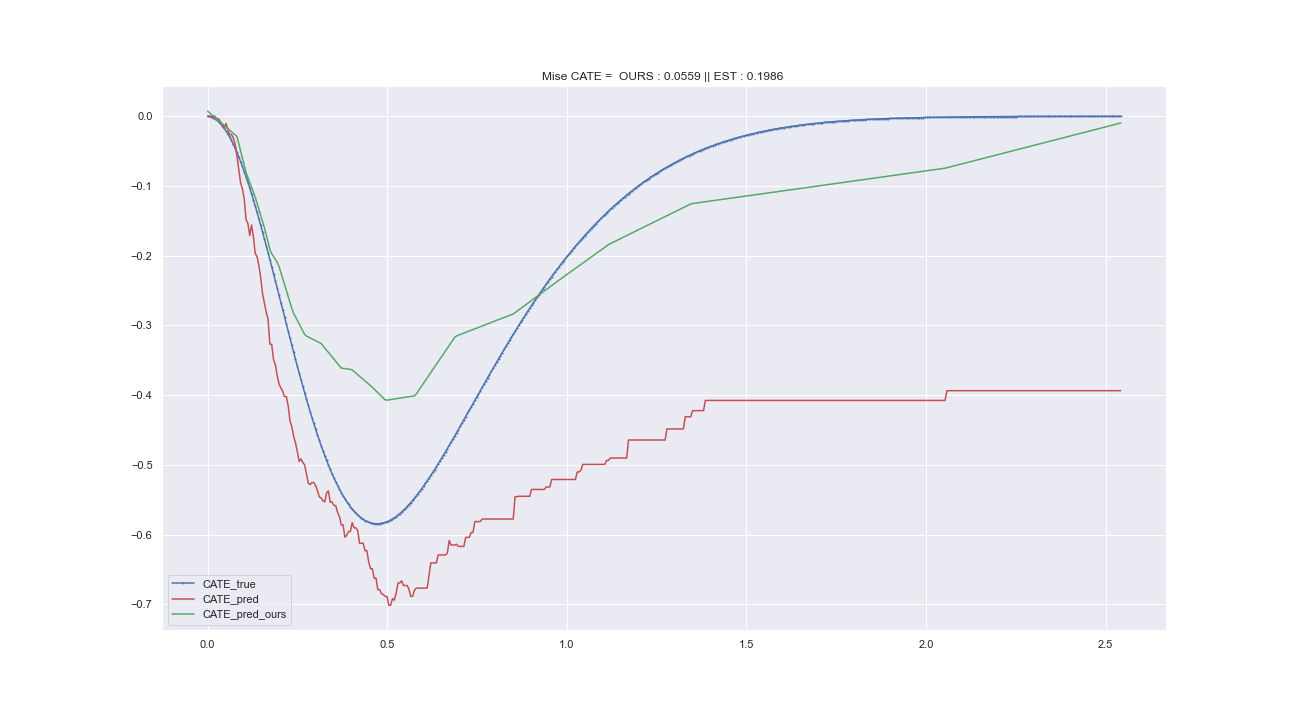 Mise CATE =  OURS : 0.0559 || EST : 0.1986
0.0
−0.1
−0.2
−0.3
−0.4
−0.5
−0.6
−0.7
CATE_true
CATE_pred
CATE_pred_ours
0.0 0.5 1.0 1.5 2.0 2.5